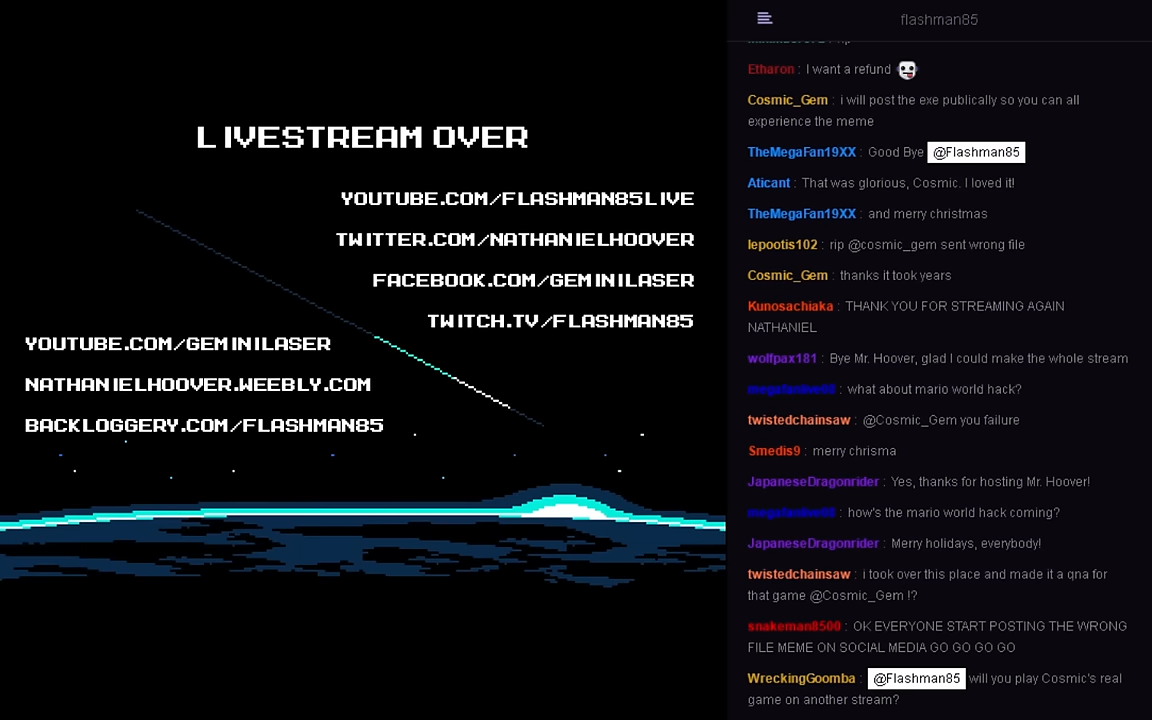 LIVESTREAM OVER
YOUTUBE.COM/FLASHMAN85LIVE
TWITTER.COM/NATHANIELHOOVER
FACEBOOK.COM/GEMINILASER
TWITCH.TV/FLASHMAN85
YOUTUBE.COM/GEMINILASER
NATHANIELHOOVER.WEEBLY.COM
BACKLOGGERY.COM/FLASHMAN85
flashman85
Etharon : I want a refund
Cosmic_Gem : i will post the exe publically so you can all
experience the meme
TheMegaFan19XX : Good Bye @Flashman85
Aticant : That was glorious, Cosmic. I loved it!
TheMegaFan19XX : and merry christmas
lepootis102 : rip @cosmic_gem sent wrong file
Cosmic_Gem : thanks it took years
Kunosachiaka : THANK YOU FOR STREAMING AGAIN
NATHANIEL
wolfpax181 : Bye Mr. Hoover, glad I could make the whole stream
: what about mario world hack?
twistedchainsaw : @Cosmic_Gem you failure
Smedis9 : merry chrisma
JapaneseDragonrider : Yes, thanks for hosting Mr. Hoover!
: how's the mario world hack coming?
JapaneseDragonrider : Merry holidays, everybody!
twistedchainsaw : i took over this place and made it a qna for
that game @Cosmic_Gem !?
snakeman8500 : OK EVERYONE START POSTING THE WRONG
FILE MEME ON SOCIAL MEDIA GO GO GO GO
WreckingGoomba : @Flashman85 will you play Cosmic's real
game on another stream?